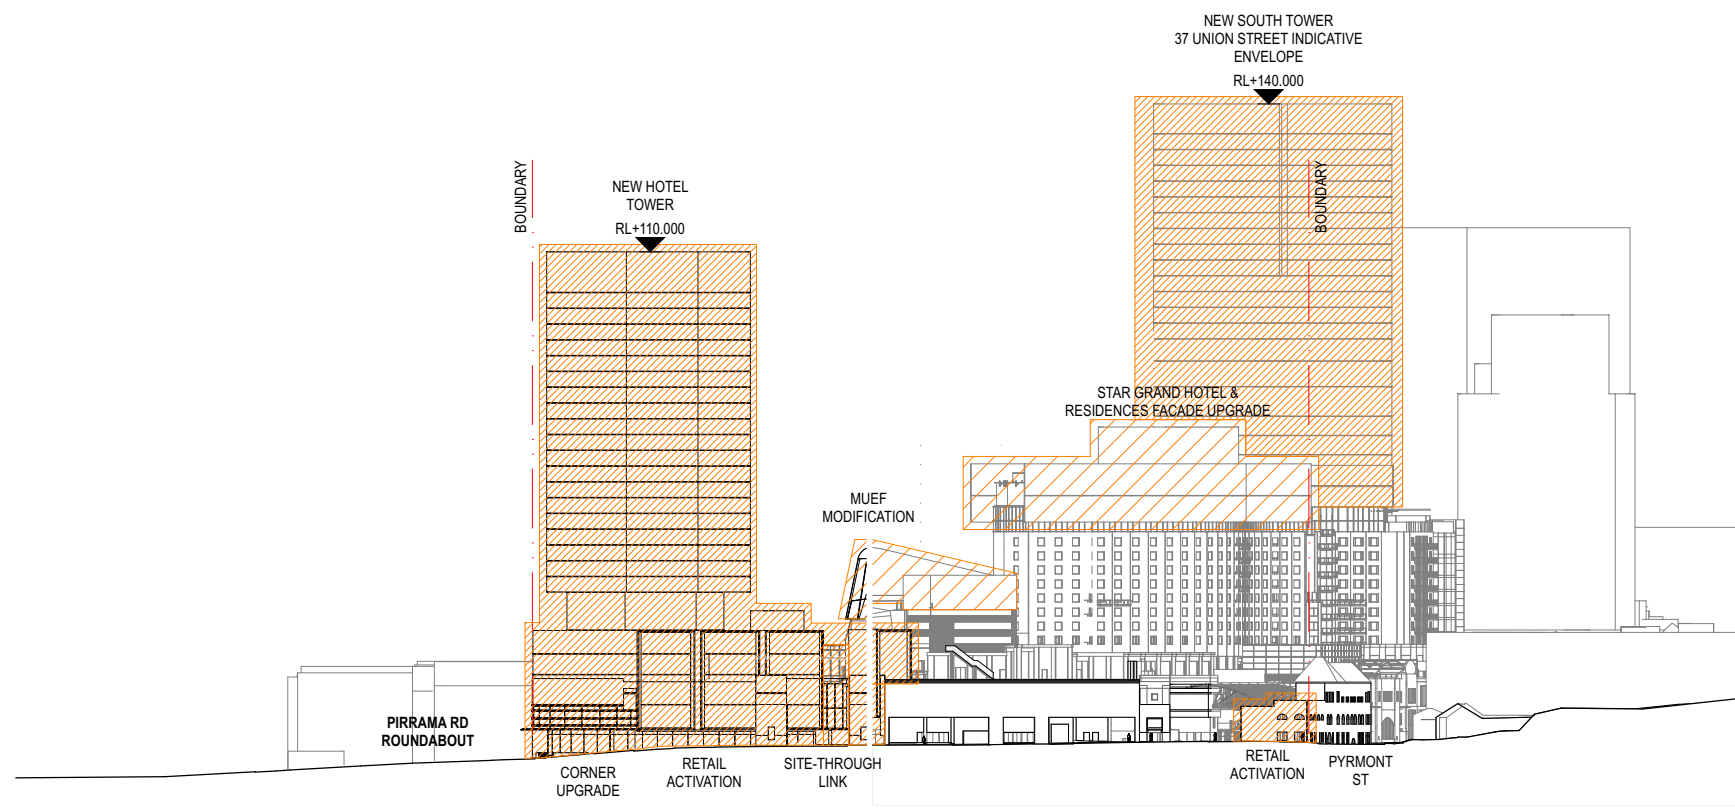 NEW SOUTH TOWER
37 UNION STREET INDICATIVE
ENVELOPE
RL+140.000
BOUNDARY
NEW HOTEL
TOWER
RL+110.000
BOUNDARY
STAR GRAND HOTEL &
RESIDENCES FACADE UPGRADE
MUEF
MODIFICATION
PIRRAMA RD
ROUNDABOUT
CORNER
UPGRADE
RETAIL
ACTIVATION
SITE-THROUGH
LINK
RETAIL
ACTIVATION
PYRMONT
ST